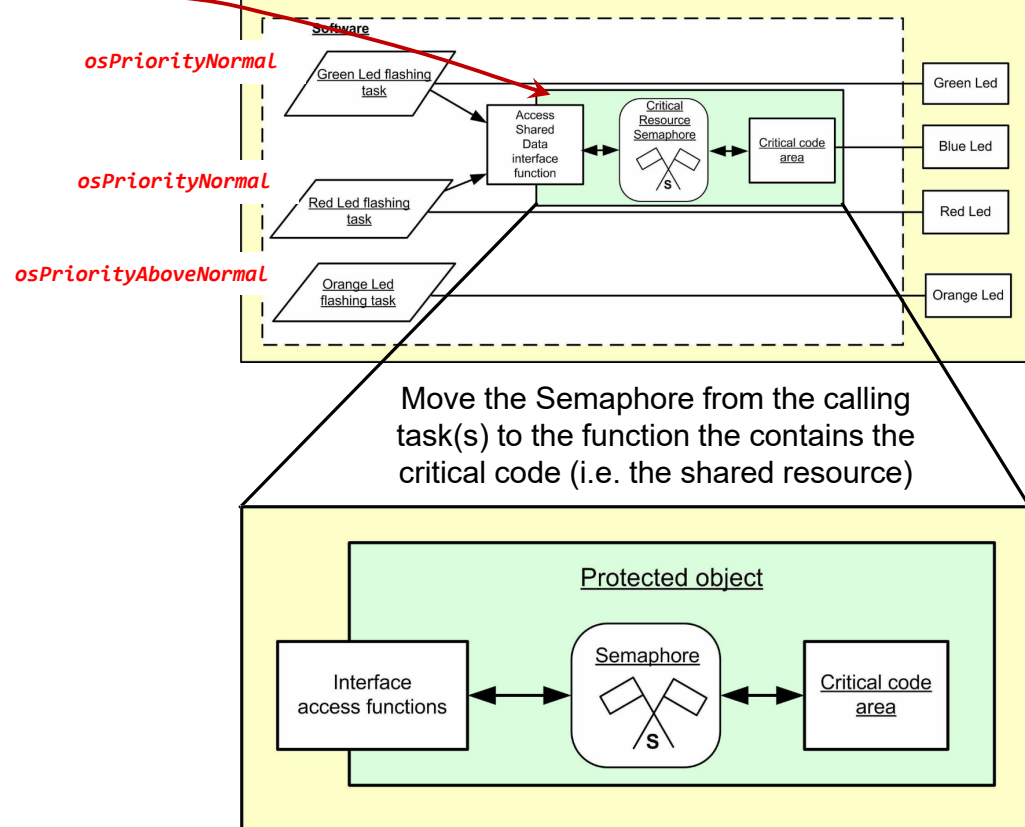 Software
osPriorityNormal
Green Led flashing
task
Green Led
Access
Shared
Data
interface
function
Critical
Resource
Semaphore
S
Critical code
area
Blue Led
osPriorityNormal
Red Led flashing
task
Red Led
osPriorityAboveNormal
Orange Led
flashing task
Orange Led
Move the Semaphore from the calling
task(s) to the function the contains the
critical code (i.e. the shared resource)
Protected object
Interface
access functions
Semaphore
S
Critical code
area